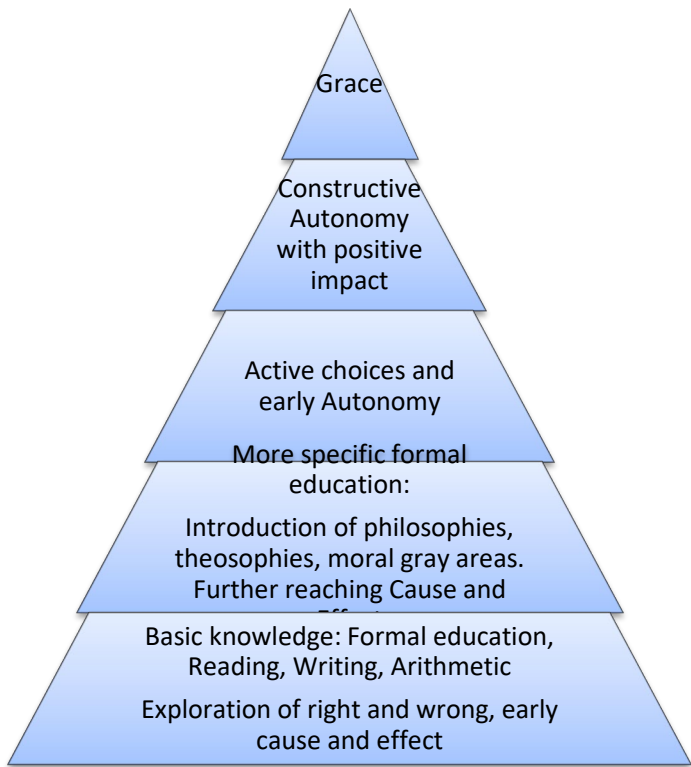 Grace
Constructive
Autonomy
with positive
impact
Active choices and
early Autonomy
More specific formal
education:
Introduction of philosophies,
theosophies, moral gray areas.
Further reaching Cause and
Basic knowledge: Formal education,
Reading, Writing, Arithmetic
Exploration of right and wrong, early
cause and effect